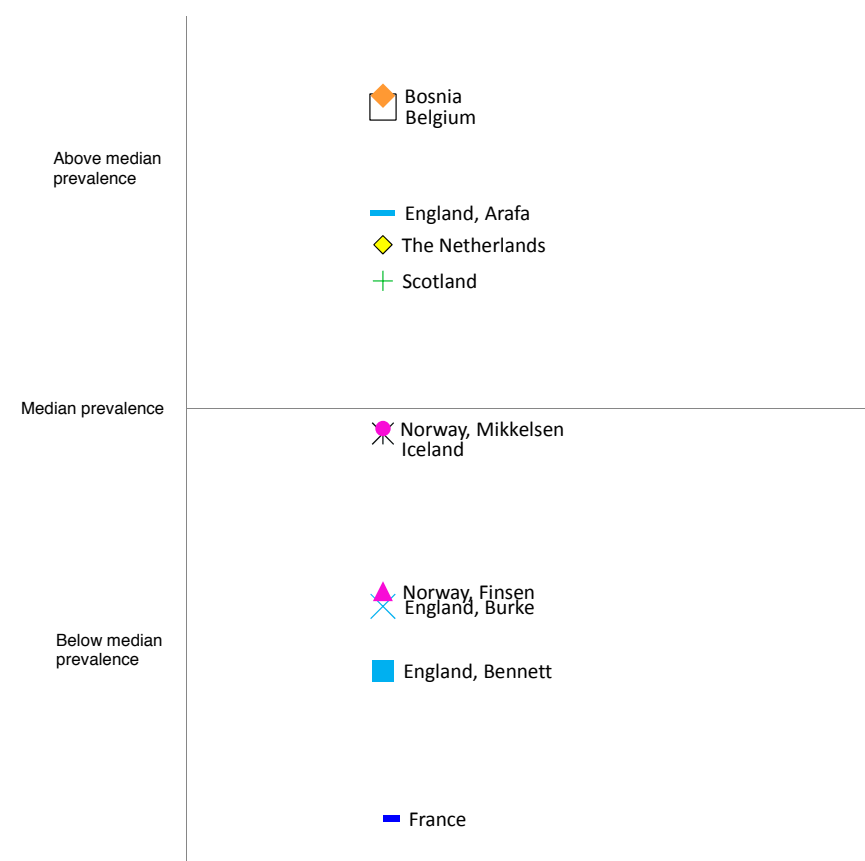 Bosnia
Belgium
Above median
prevalence
England, Arafa
The Netherlands
Scotland
Median prevalence
Norway, Mikkelsen
Iceland
Norway, Finsen
England, Burke
Below median
prevalence
England, Bennett
France